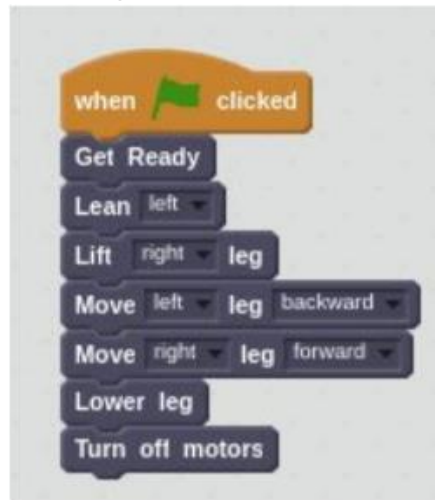 when clicked
Get Ready
Lean left
Lift right leg
Move left leg backward
Move right leg forward
Lower leg
Turn off motors